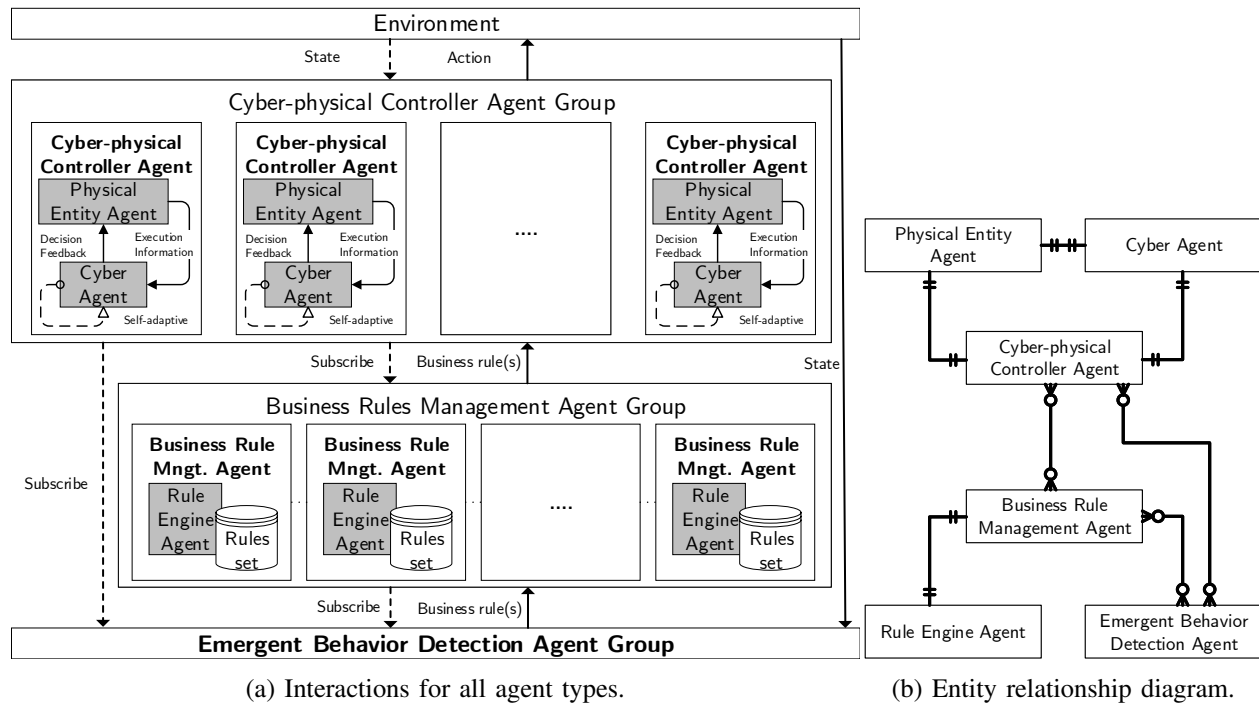 Environment
State
Action
Cyber-physical Controller Agent Group
Cyber-physical
Controller Agent
Physical
Entity Agent
Decision
Feedback
Execution
Information
Cyber
Agent
Self-adaptive
Cyber-physical
Controller Agent
Physical
Entity Agent
Decision
Feedback
Execution
Information
Cyber
Agent
Self-adaptive
....
Cyber-physical
Controller Agent
Physical
Entity Agent
Decision
Feedback
Execution
Information
Cyber
Agent
Self-adaptive
Subscribe
Business rule(s)
State
Business Rules Management Agent Group
Business Rule
Mngt. Agent
Rule
Engine
Agent
Rules
set
Business Rule
Mngt. Agent
Rule
Engine
Agent
Rules
set
....
Business Rule
Mngt. Agent
Rule
Engine
Agent
Rules
set
Subscribe
Subscribe
Business rule(s)
Emergent Behavior Detection Agent Group
(a) Interactions for all agent types.
Physical Entity
Agent
Cyber Agent
Cyber-physical
Controller Agent
Business Rule
Management Agent
Rule Engine Agent
Emergent Behavior
Detection Agent
(b) Entity relationship diagram.